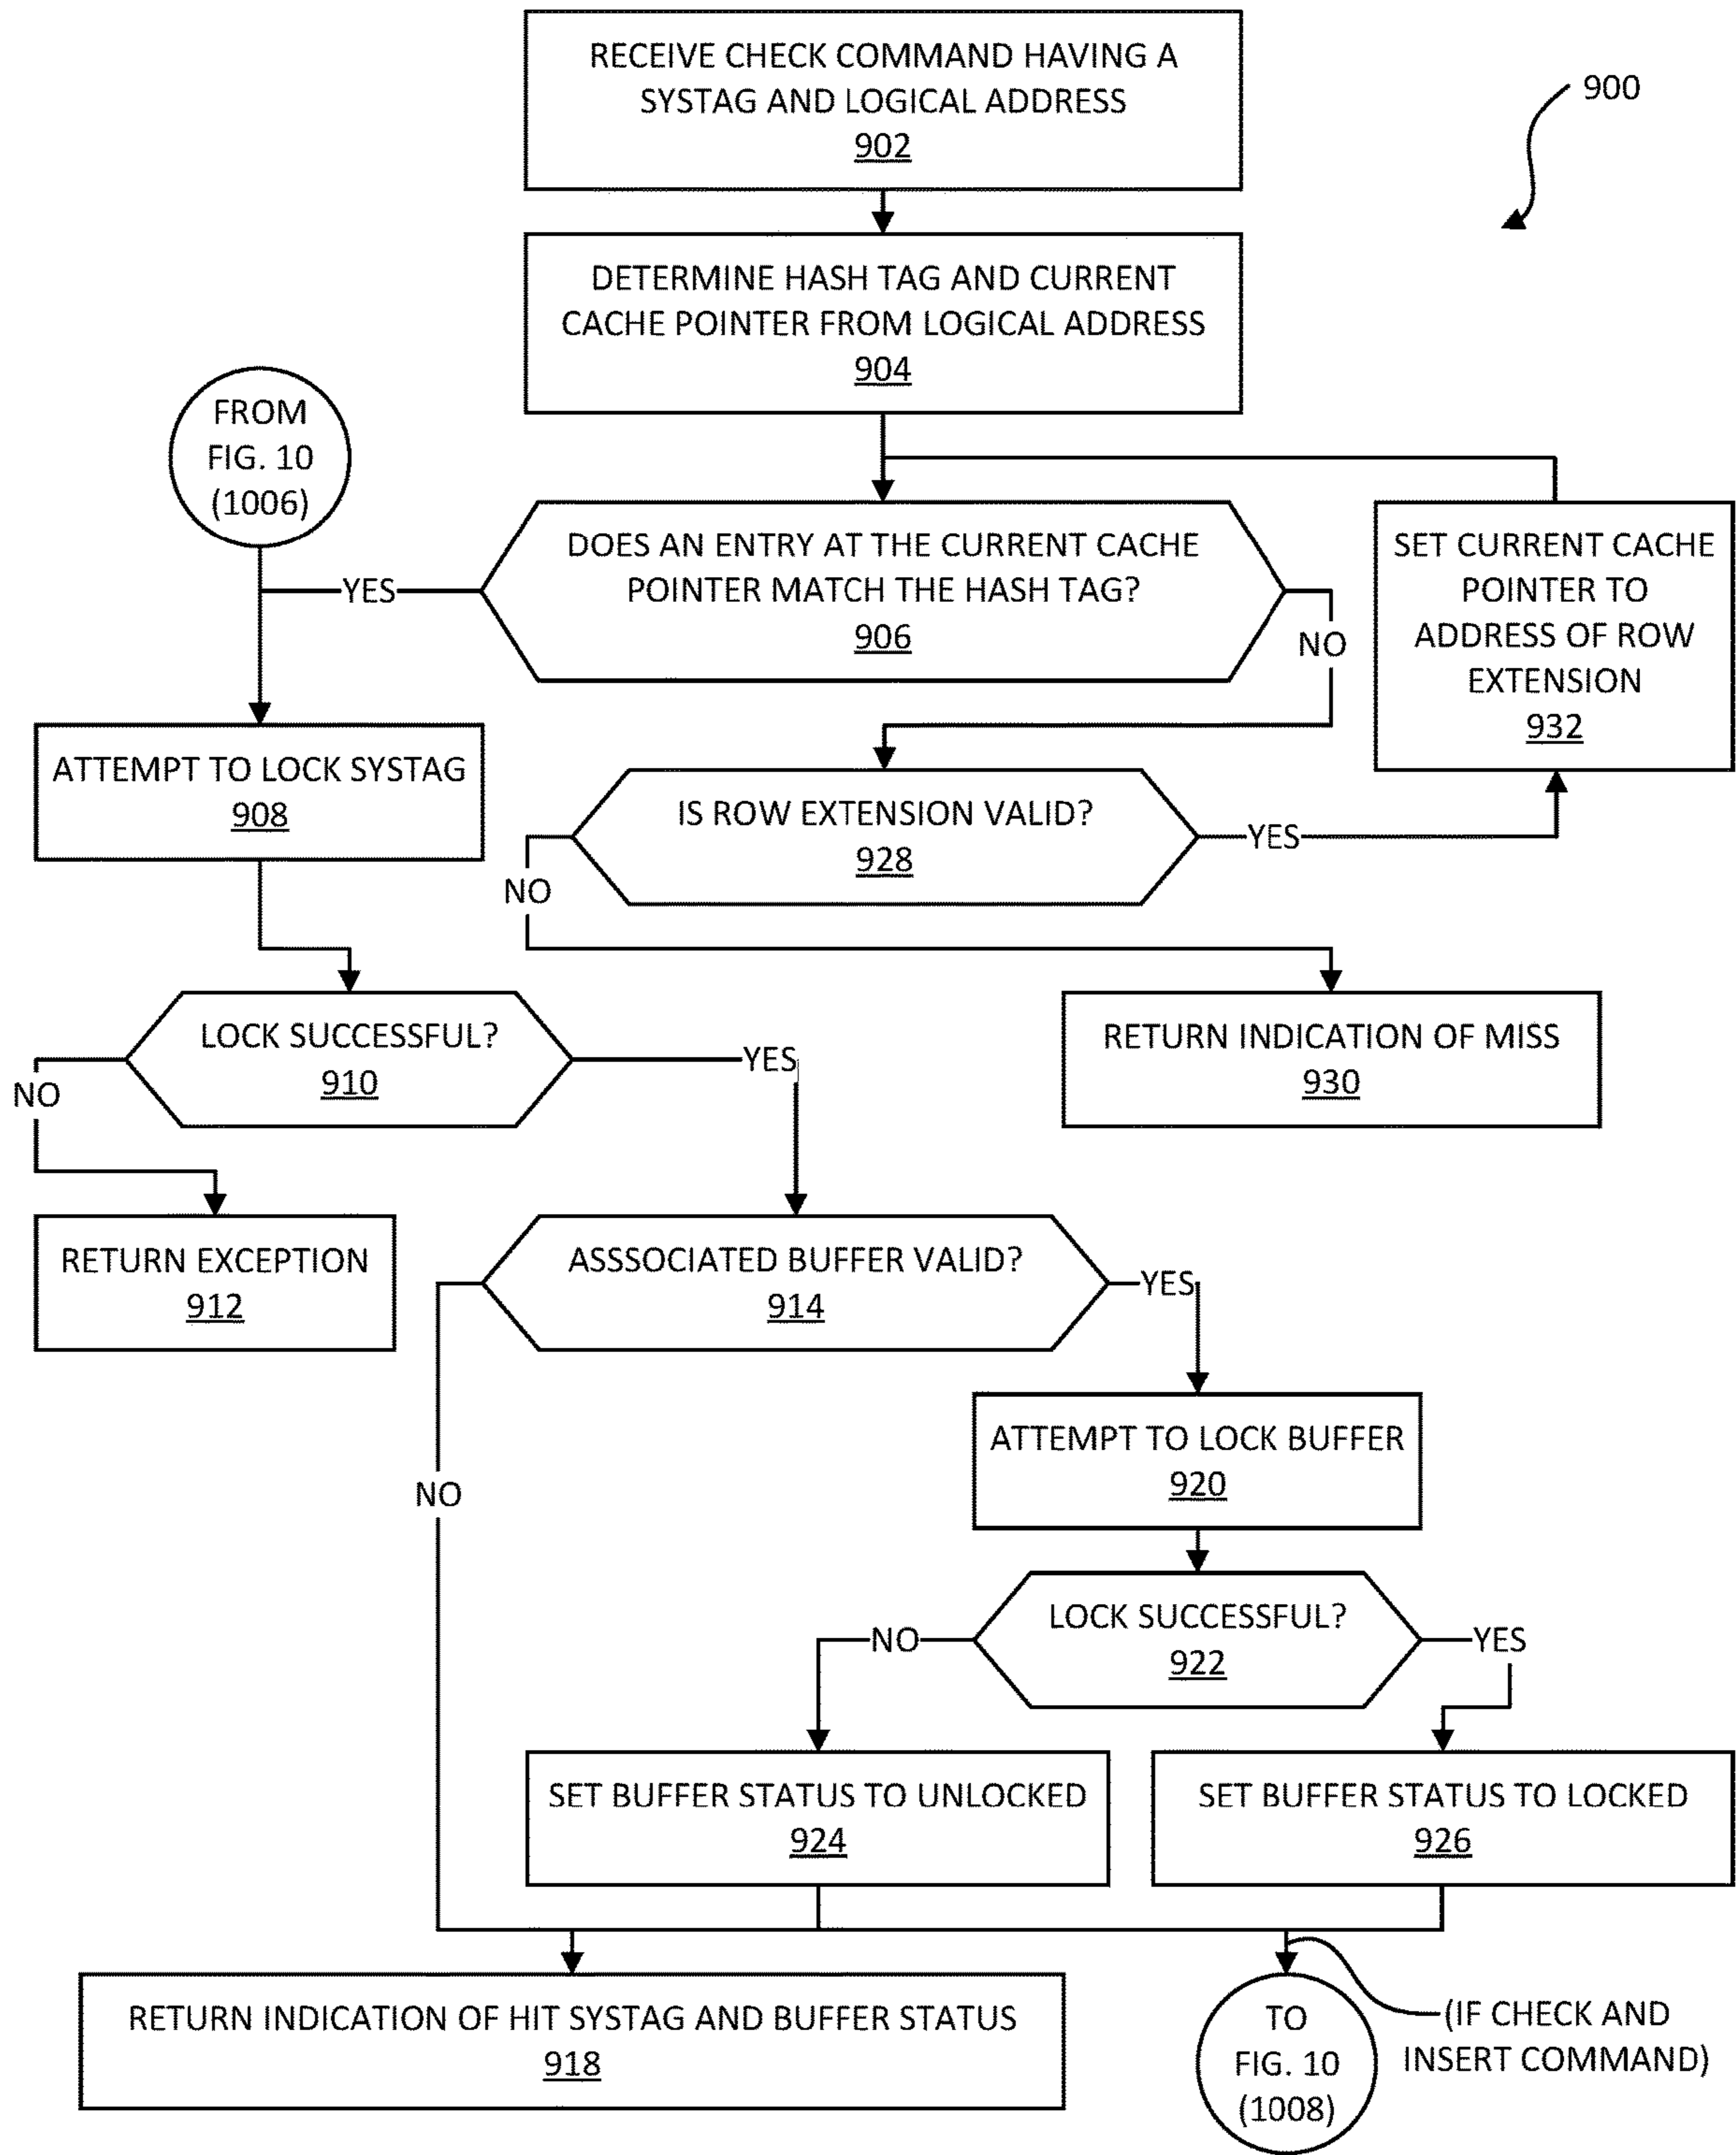 RECEIVE CHECK COMMAND HAVING A
SYSTAG AND LOGICAL ADDRESS
902
900
DETERMINE HASH TAG AND CURRENT
CACHE POINTER FROM LOGICAL ADDRESS
904
FROM
FIG. 10
(1006)
DOES AN ENTRY AT THE CURRENT CACHE
POINTER MATCH THE HASH TAG?
906
YES
NO
SET CURRENT CACHE
POINTER TO
ADDRESS OF ROW
EXTENSION
932
ATTEMPT TO LOCK SYSTAG
908
IS ROW EXTENSION VALID?
928
YES
NO
LOCK SUCCESSFUL?
910
YES
NO
RETURN INDICATION OF MISS
930
RETURN EXCEPTION
912
ASSSOCIATED BUFFER VALID?
914
YES
NO
ATTEMPT TO LOCK BUFFER
920
LOCK SUCCESSFUL?
922
NO
YES
SET BUFFER STATUS TO UNLOCKED
924
SET BUFFER STATUS TO LOCKED
926
RETURN INDICATION OF HIT SYSTAG AND BUFFER STATUS
918
TO
FIG. 10
(1008)
(IF CHECK AND
INSERT COMMAND)